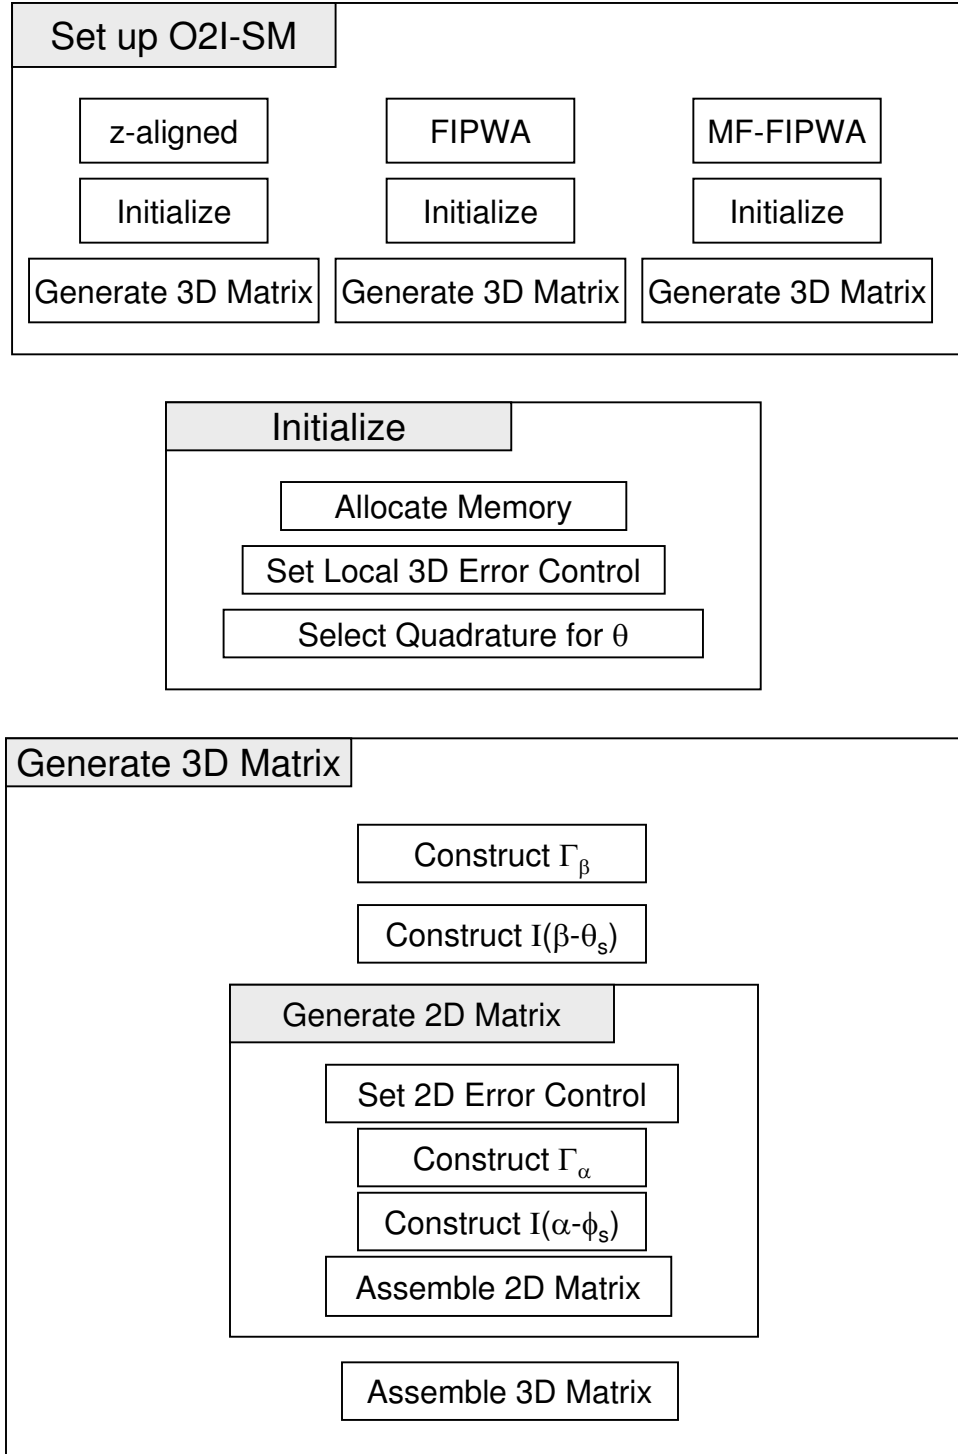 Set up O2I-SM
z-aligned FIPWA MF-FIPWA
Initialize Initialize Initialize
Generate 3D Matrix Generate 3D Matrix Generate 3D Matrix
Initialize
Allocate Memory
Set Local 3D Error Control
Select Quadrature for θ
Generate 3D Matrix
Construct Γβ
Construct I(β-θs)
Generate 2D Matrix
Set 2D Error Control
Construct Γα
Construct I(α-ϕs)
Assemble 2D Matrix
Assemble 3D Matrix